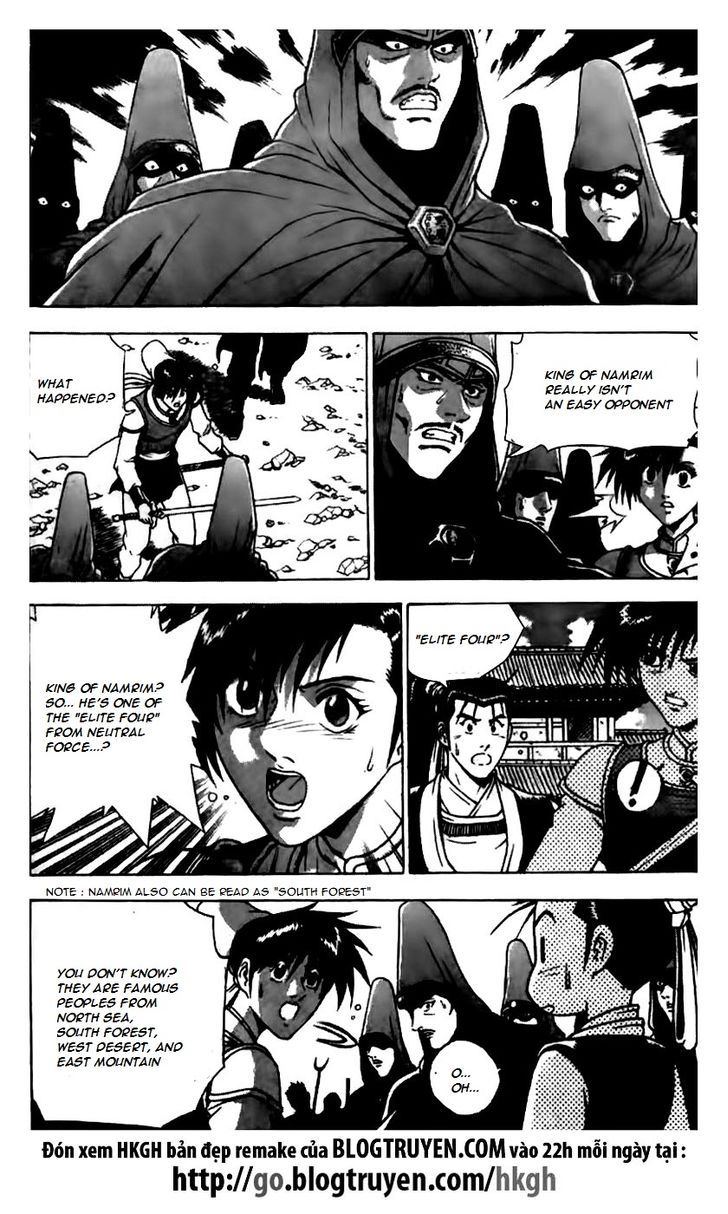 WHAT
HAPPENED?
KING OF NAMRIM
REALLY ISN'T
AN EASY OPPONENT
KING OF NAMRIM?
SO... HE'S ONE OF
THE "ELITE FOUR"
FROM NEUTRAL
FORCE....?
"ELITE FOUR"?
!
NOTE : NAMRIM ALSO CAN BE READ AS "SOUTH FOREST"
YOU DON'T KNOW?
THEY ARE FAMOUS
PEOPLES FROM
NORTH SEA,
SOUTH FOREST,
WEST DESERT, AND
EAST MOUNTAIN
O...
OH...
Đón xem HKGH bản đẹp remake của BLOGTRUYEN.COM vào 22h mỗi ngày tại :
http://go.blogtruyen.com/hkgh